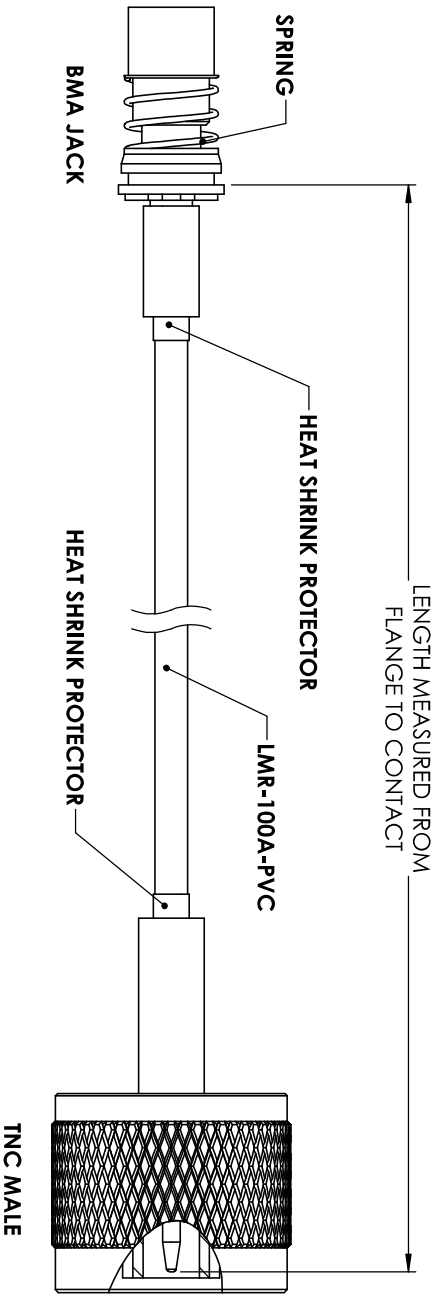 LENGTH MEASURED FROM
FLANGE TO CONTACT
SPRING
HEAT SHRINK PROTECTOR
LMR-100A-PVC
BMA JACK
HEAT SHRINK PROTECTOR
TNC MALE